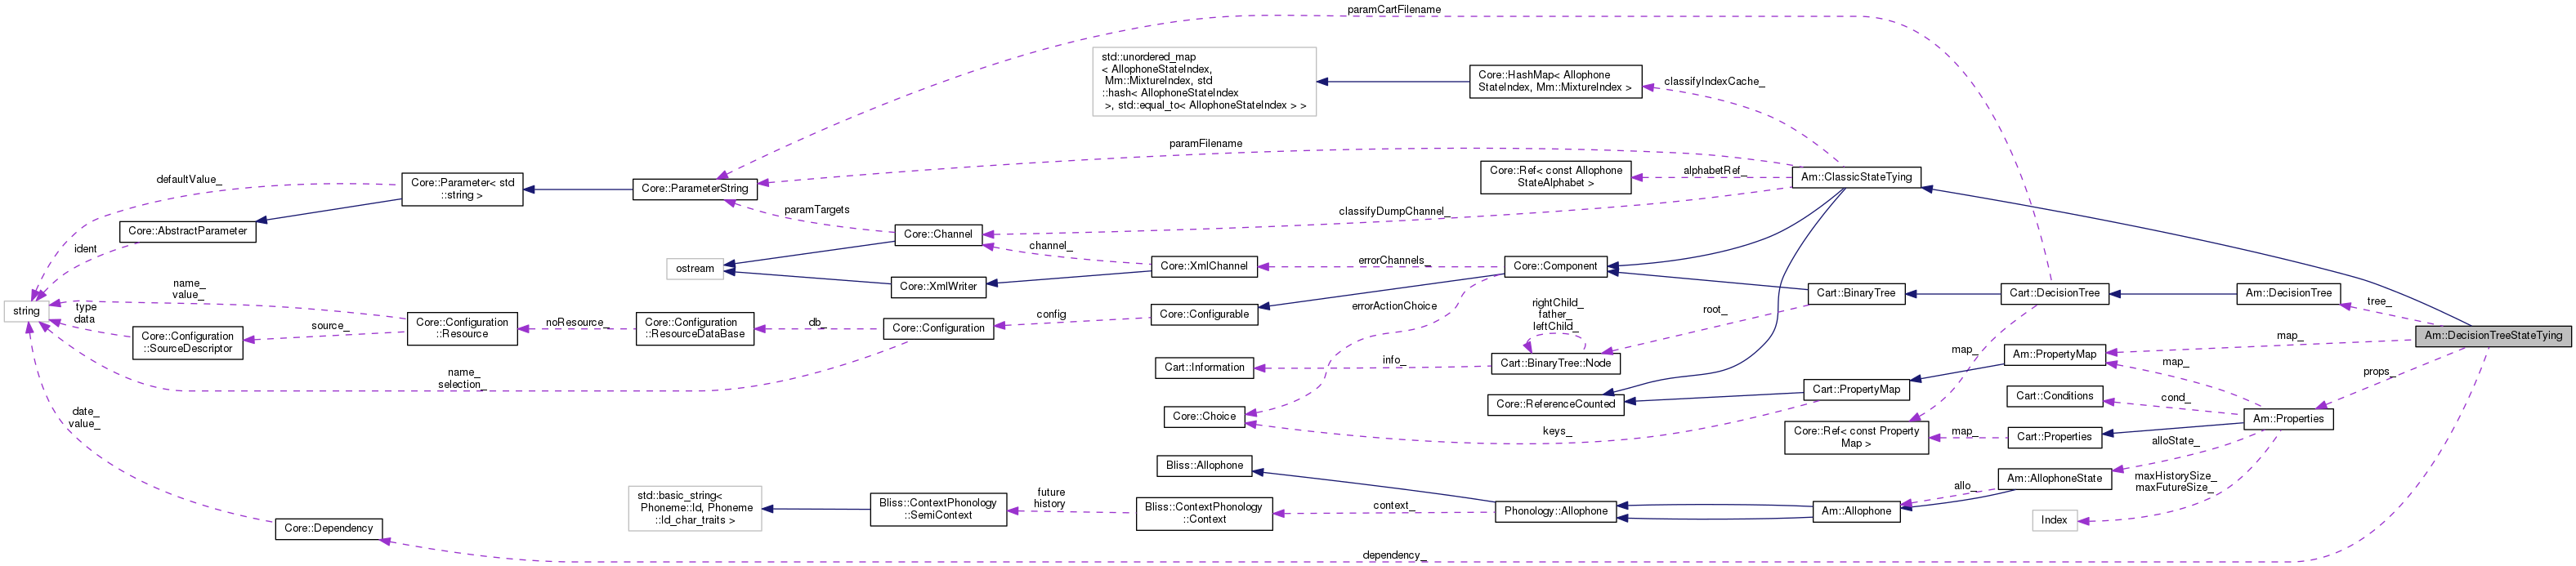 paramCartFilename
std::unordered_map
< AllophoneStateIndex,
Mm::MixtureIndex, std
::hash< AllophoneStateIndex
>, std::equal_to< AllophoneStateIndex > >
Core::HashMap< Allophone
StateIndex, Mm::MixtureIndex >
classifyIndexCache_
paramFilename
defaultValue_
Core::Parameter< std
::string >
Core::ParameterString
Core::Ref< const Allophone
StateAlphabet >
alphabetRef_
Am::ClassicStateTying
paramTargets
classifyDumpChannel_
Core::AbstractParameter
ident
Core::Channel
channel_
ostream
Core::XmlChannel
errorChannels_
Core::Component
Core::XmlWriter
name_
value_
rightChild_
father_
leftChild_
Cart::BinaryTree
Cart::DecisionTree
Am::DecisionTree
tree_
string
type
data
errorActionChoice
root_
source_
Core::Configuration
::Resource
noResource_
Core::Configuration
::ResourceDataBase
db_
Core::Configuration
config
Core::Configurable
Core::Configuration
::SourceDescriptor
map_
Am::DecisionTreeStateTying
map_
Am::PropertyMap
map_
props_
Cart::Information
info_
Cart::BinaryTree::Node
name_
selection_
Cart::PropertyMap
Cart::Conditions
cond_
Core::ReferenceCounted
Core::Choice
date_
value_
keys_
Core::Ref< const Property
Map >
map_
Cart::Properties
Am::Properties
alloState_
Bliss::Allophone
Am::AllophoneState
maxHistorySize_
maxFutureSize_
allo_
std::basic_string<
Phoneme::Id, Phoneme
::Id_char_traits >
Bliss::ContextPhonology
::SemiContext
future
history
Bliss::ContextPhonology
::Context
context_
Phonology::Allophone
Am::Allophone
Index
Core::Dependency
dependency_